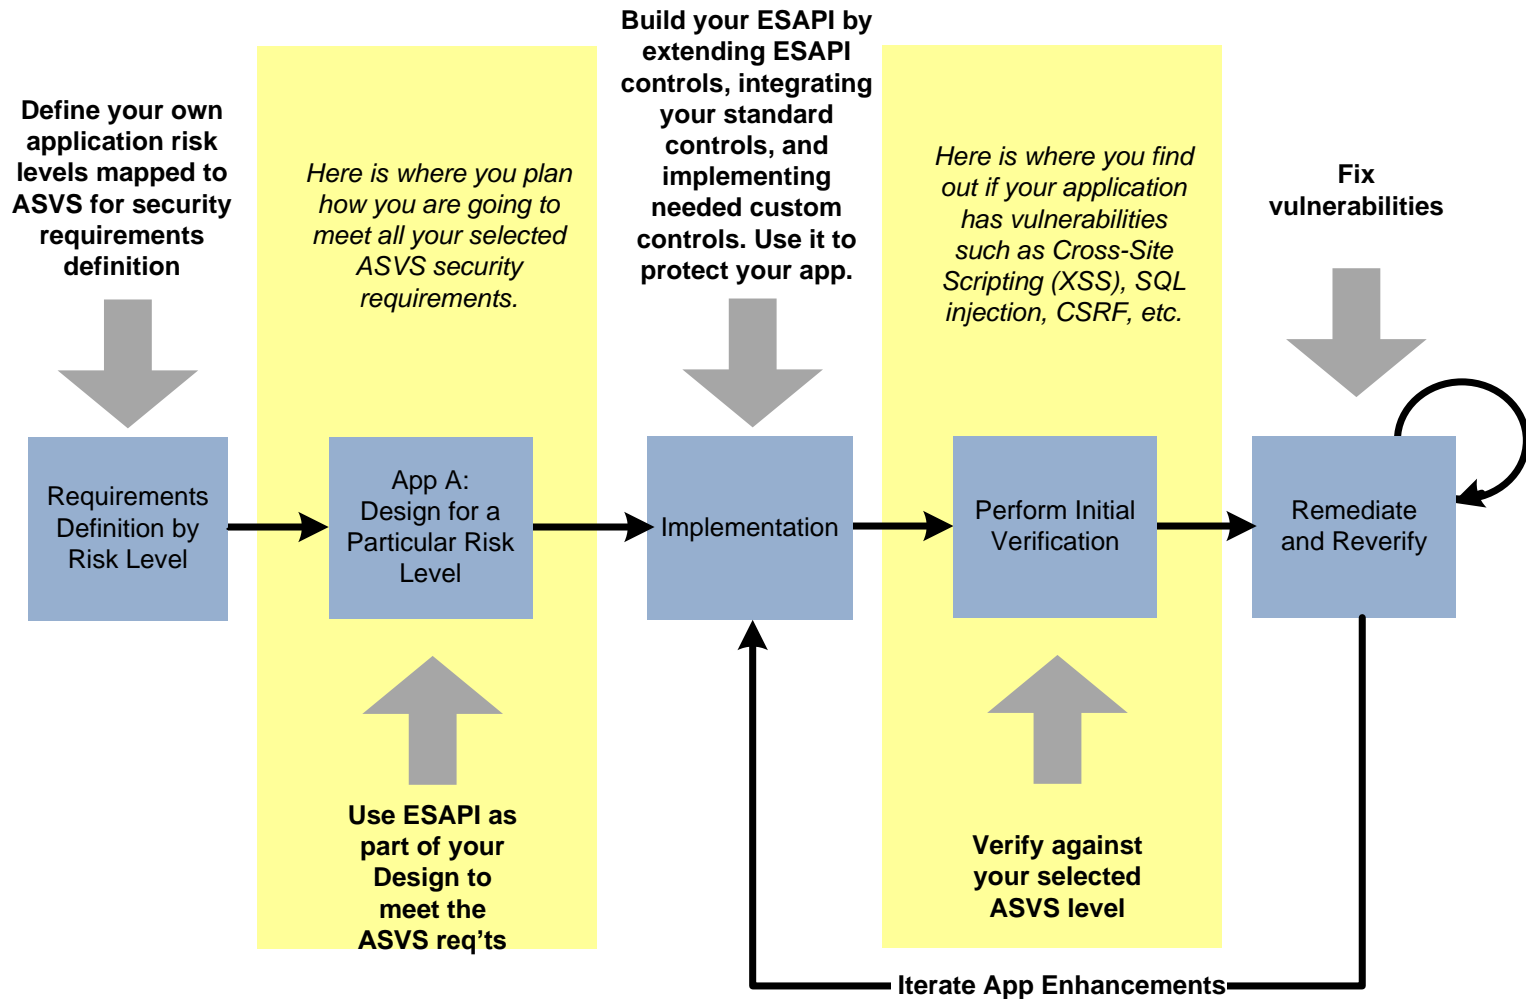 Define your own
application risk
levels mapped to
ASVS for security
requirements
definition
Here is where you plan
how you are going to
meet all your selected
ASVS security
requirements.
Build your ESAPI by
extending ESAPI
controls, integrating
your standard
controls, and
implementing
needed custom
controls. Use it to
protect your app.
Here is where you find
out if your application
has vulnerabilities
such as Cross-Site
Scripting (XSS), SQL
injection, CSRF, etc.
Fix
vulnerabilities
Requirements
Definition by
Risk Level
App A:
Design for a
Particular Risk
Level
Implementation
Perform Initial
Verification
Remediate
and Reverify
Use ESAPI as
part of your
Design to
meet the
ASVS req’ts
Verify against
your selected
ASVS level
Iterate App Enhancements